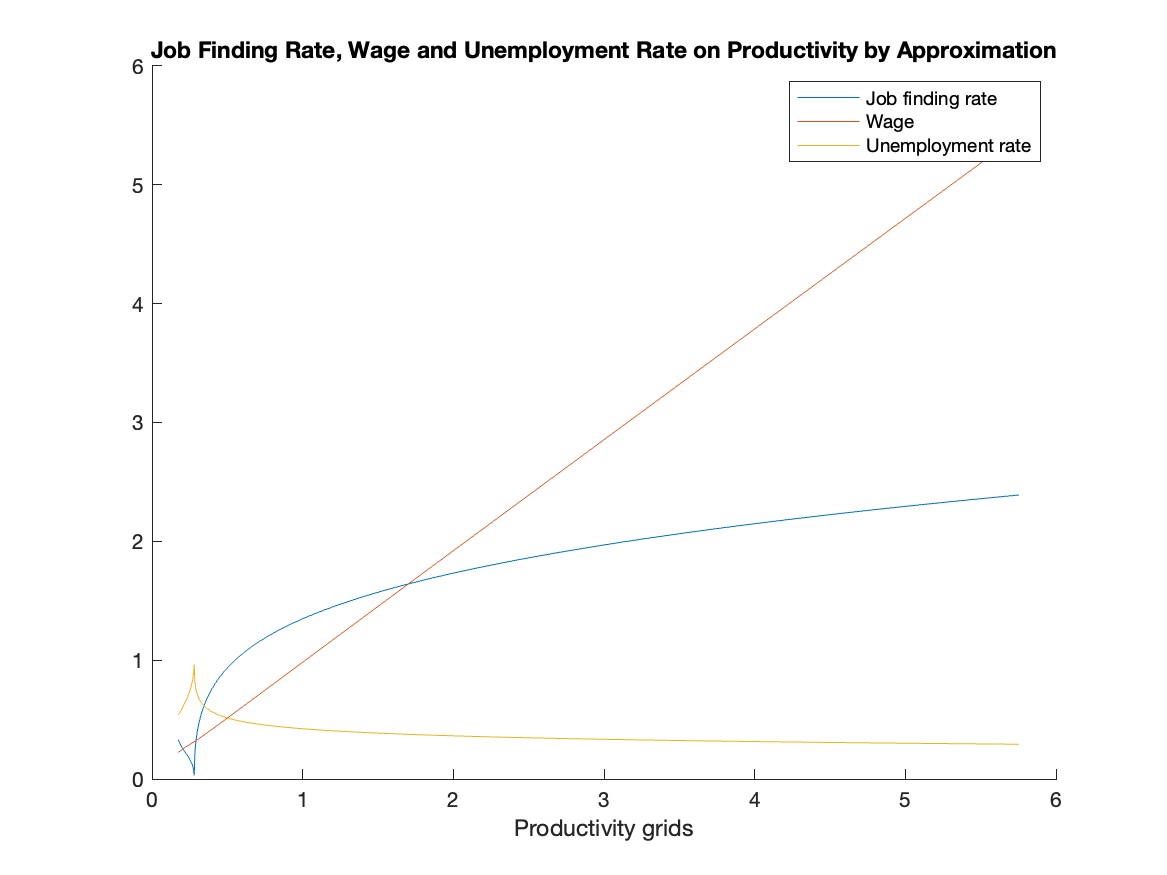 Job Finding Rate, Wage and Unemployment Rate on Productivity by Approximation
Job finding rate
Wage
Unemployment rate
6
5
4
3
2
1
0
0 1 2 3 4 5 6
Productivity grids